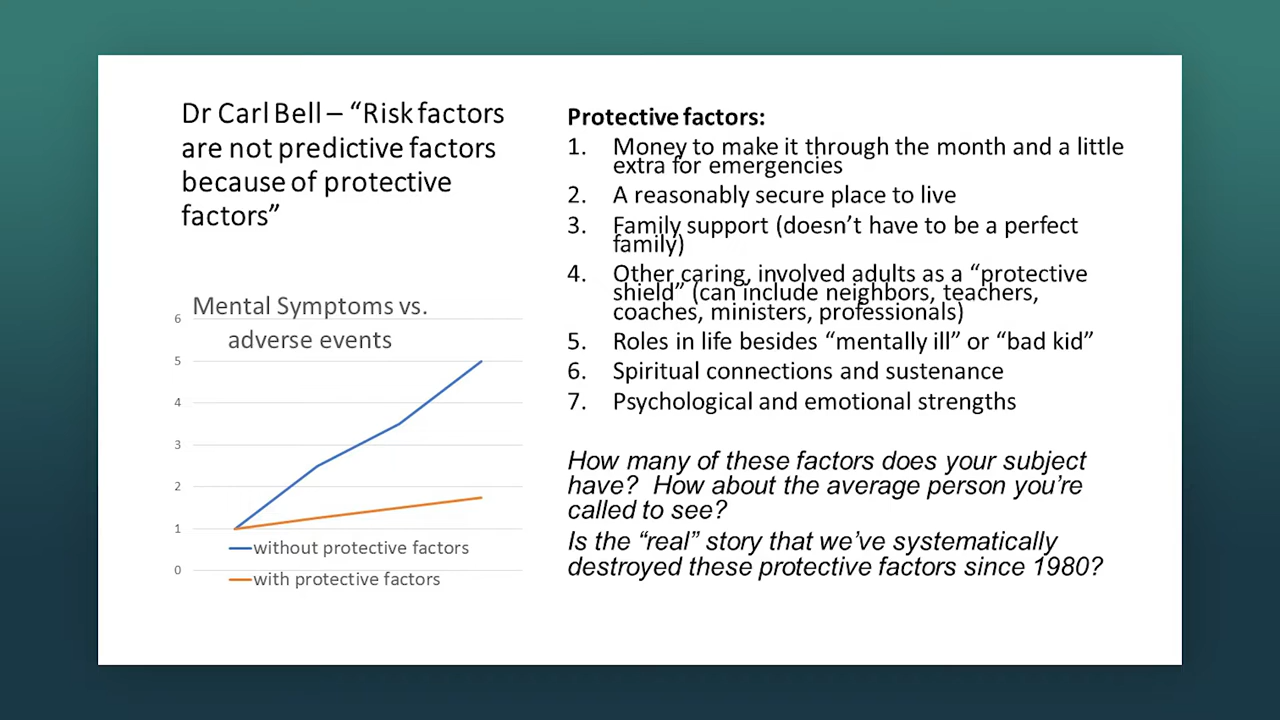 Dr Carl Bell – “Risk factors
are not predictive factors
because of protective
factors”
Mental Symptoms vs.
adverse events
6
5
4
3
2
1
0
without protective factors
with protective factors
Protective factors:
1. Money to make it through the month and a little
extra for emergencies
2. A reasonably secure place to live
3. Family support (doesn’t have to be a perfect
family)
4. Other caring, involved adults as a “protective
shield” (can include neighbors, teachers,
coaches, ministers, professionals)
5. Roles in life besides “mentally ill” or “bad kid”
6. Spiritual connections and sustenance
7. Psychological and emotional strengths
How many of these factors does your subject
have? How about the average person you’re
called to see?
Is the “real” story that we’ve systematically
destroyed these protective factors since 1980?